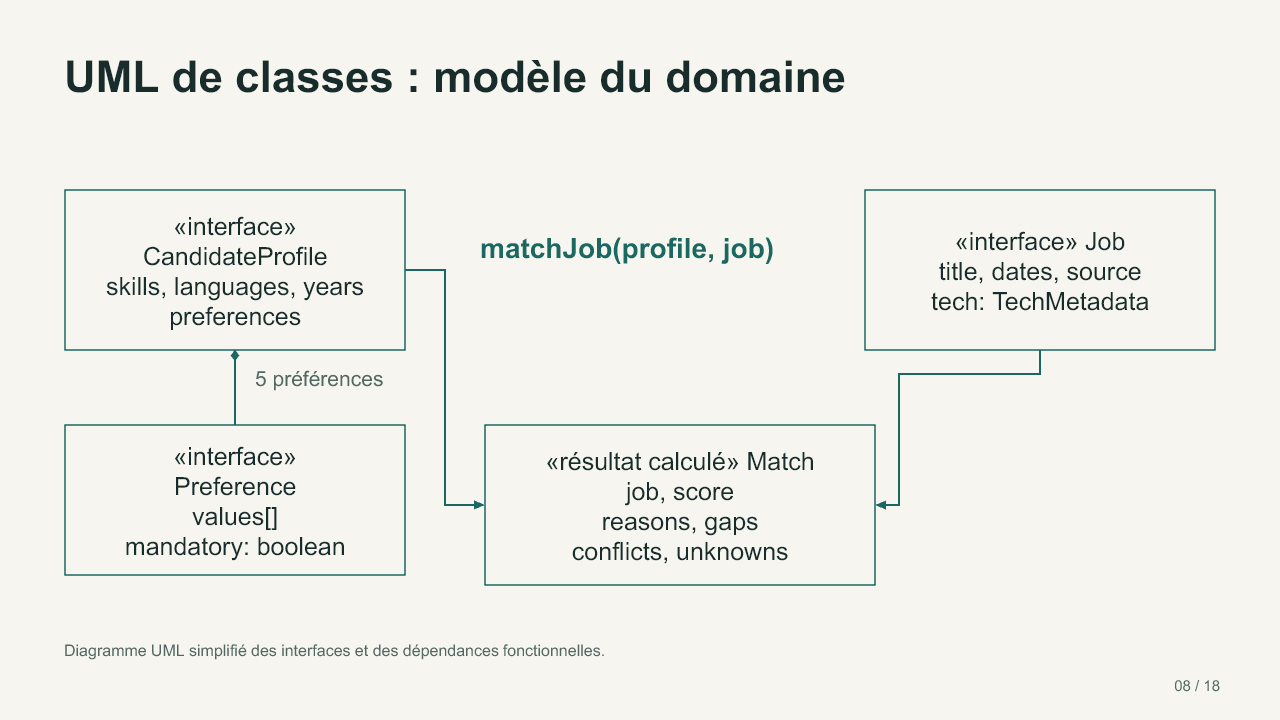 UML de classes : modèle du domaine
«interface»
CandidateProfile
skills, languages, years
preferences
matchJob(profile, job)
«interface» Job
title, dates, source
tech: TechMetadata
5 préférences
«interface»
Preference
values[]
mandatory: boolean
«résultat calculé» Match
job, score
reasons, gaps
conflicts, unknowns
Diagramme UML simplifié des interfaces et des dépendances fonctionnelles.
08 / 18